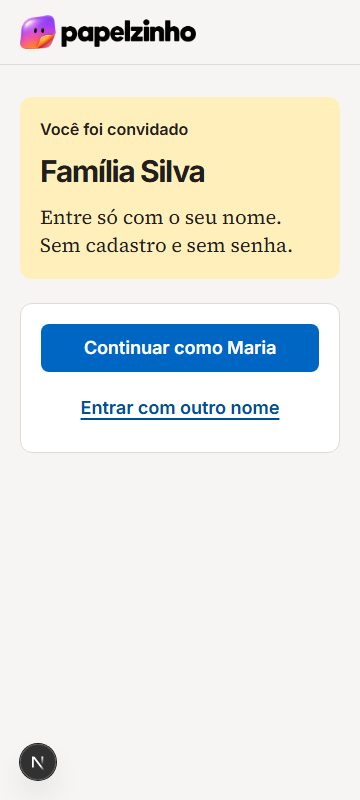 papelzinho
Você foi convidado
Família Silva
Entre só com o seu nome.
Sem cadastro e sem senha.
Continuar como Maria
Entrar com outro nome
N